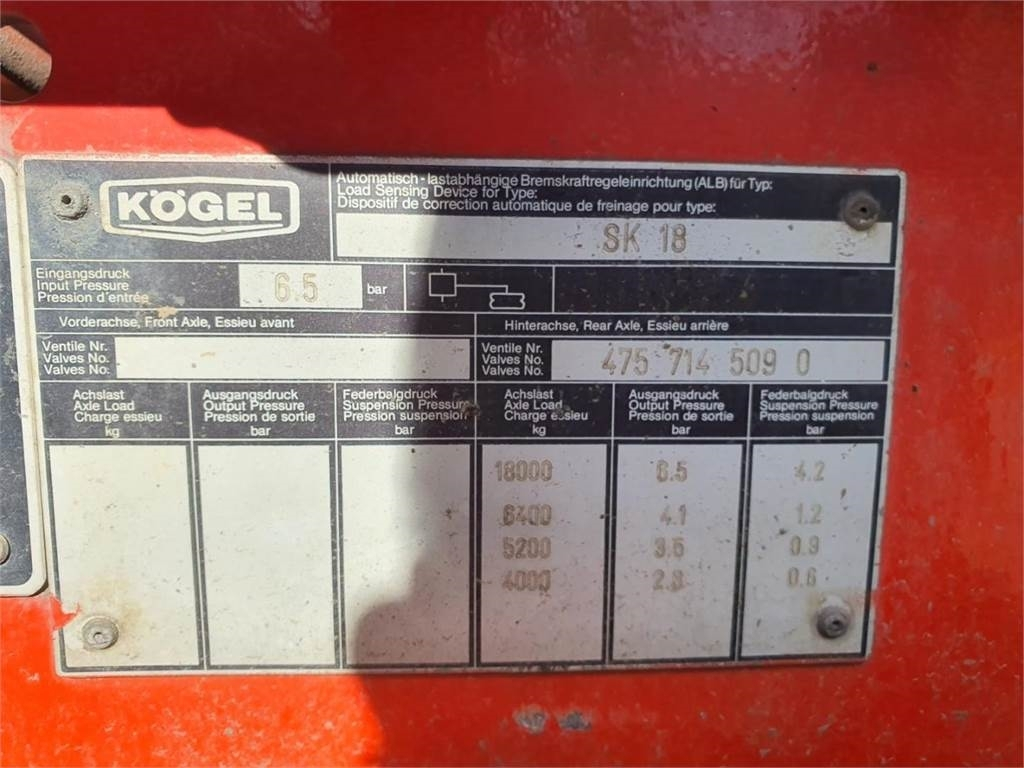 KÖGEL
Automatisch-lastabhängige Bremskraftregeleinrichtung (ALB) für Typ:
Load Sensing Device for Type:
Dispositif de correction automatique de freinage pour type:
SK 18
Eingangsdruck
Input Pressure
Pression d'entrée
6.5 bar
Vorderachse, Front Axle, Essieu avant
Hinterachse, Rear Axle, Essieu arrière
Ventile Nr.
Valves No.
Valves No.
Ventile Nr.
Valves No.
Valves No.
475 714 509 0
Achslast
Axle Load
Charge essieu
kg
Ausgangsdruck
Output Pressure
Pression de sortie
bar
Federbalgdruck
Suspension Pressure
Pression suspension
bar
Achslast
Axle Load
Charge essieu
kg
Ausgangsdruck
Output Pressure
Pression de sortie
bar
Federbalgdruck
Suspension Pressure
Pression suspension
bar
18000 6.5 4.2
6400 4.1 1.2
5200 3.5 0.9
4000 2.8 0.6